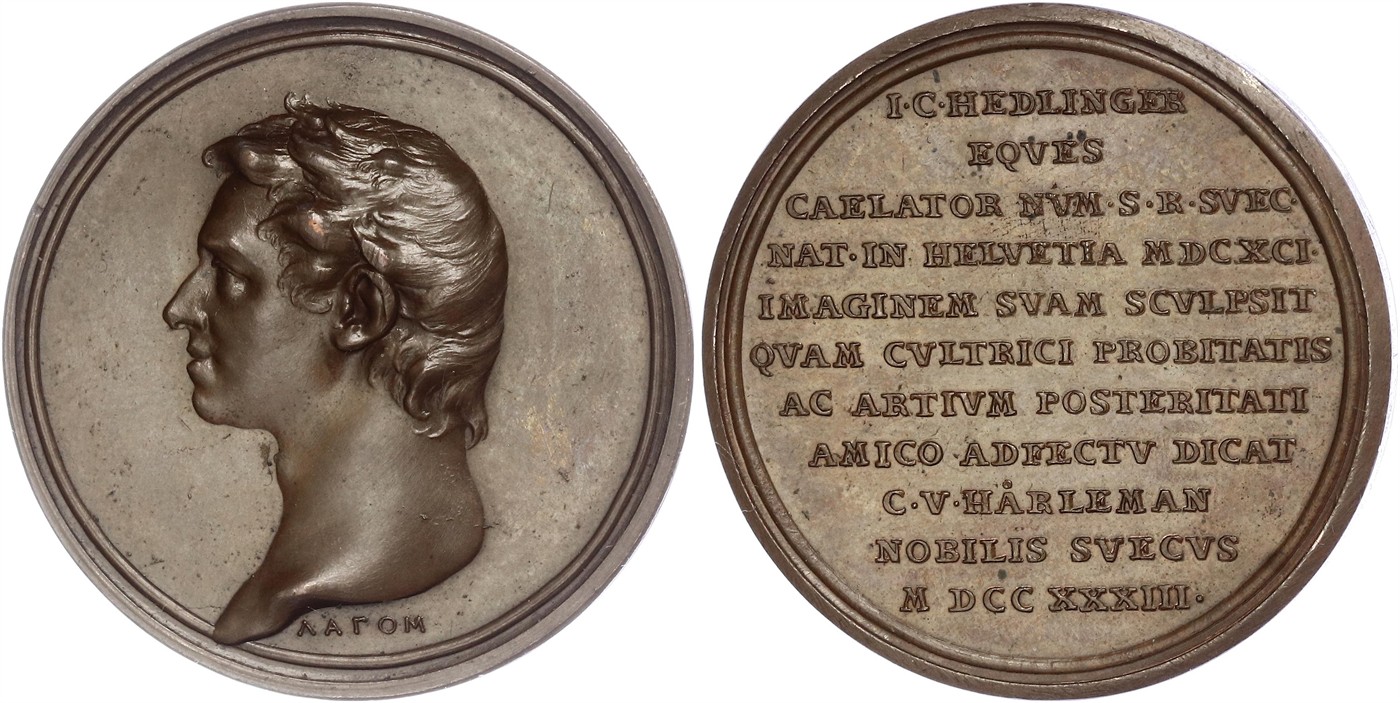 ΛΑΓΟΜ
I·C·HEDLINGER
EQVES
CAELATOR NVM·S·R·SVEC·
NAT·IN HELVETIA MDCXCI·
IMAGINEM SVAM SCVLPSIT
QVAM CVLTRICI PROBITATIS
AC ARTIVM POSTERITATI
AMICO ADFECTV DICAT
C·V·HÅRLEMAN
NOBILIS SVECVS
M DCC XXXIII·